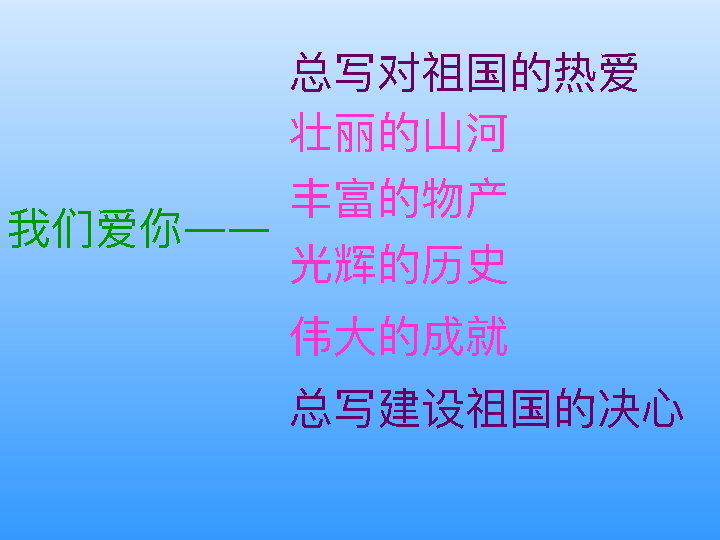 总写对祖国的热爱
壮丽的山河
丰富的物产
我们爱你——
光辉的历史
伟大的成就
总写建设祖国的决心